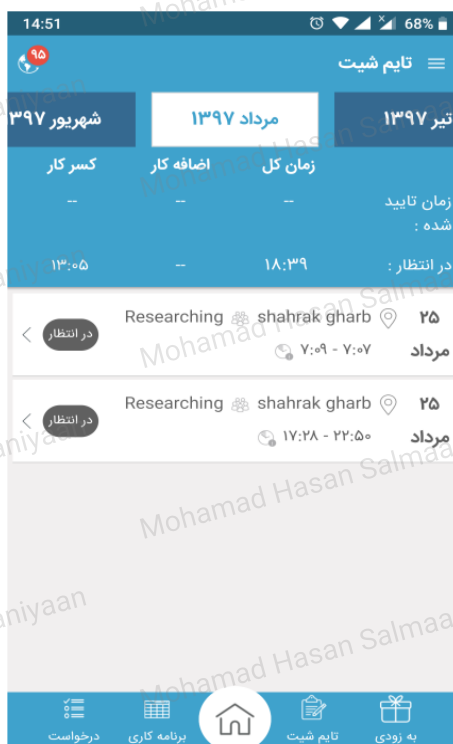 14:51 68%
تایم شیت ۹۵
تیر ۱۳۹۷ مرداد ۱۳۹۷ شهریور ۱۳۹۷
زمان کل اضافه کار کسر کار
زمان تایید شده : -- -- --
در انتظار : ۱۸:۳۹ -- ۱۳:۰۵
۲۵ shahrak gharb Researching
مرداد ۷:۰۷ - ۷:۰۹ در انتظار
۲۵ shahrak gharb Researching
مرداد ۱۷:۲۸ - ۲۲:۵۰ در انتظار
به زودی تایم شیت برنامه کاری درخواست
Mohamad Hasan Salmaaniyaan